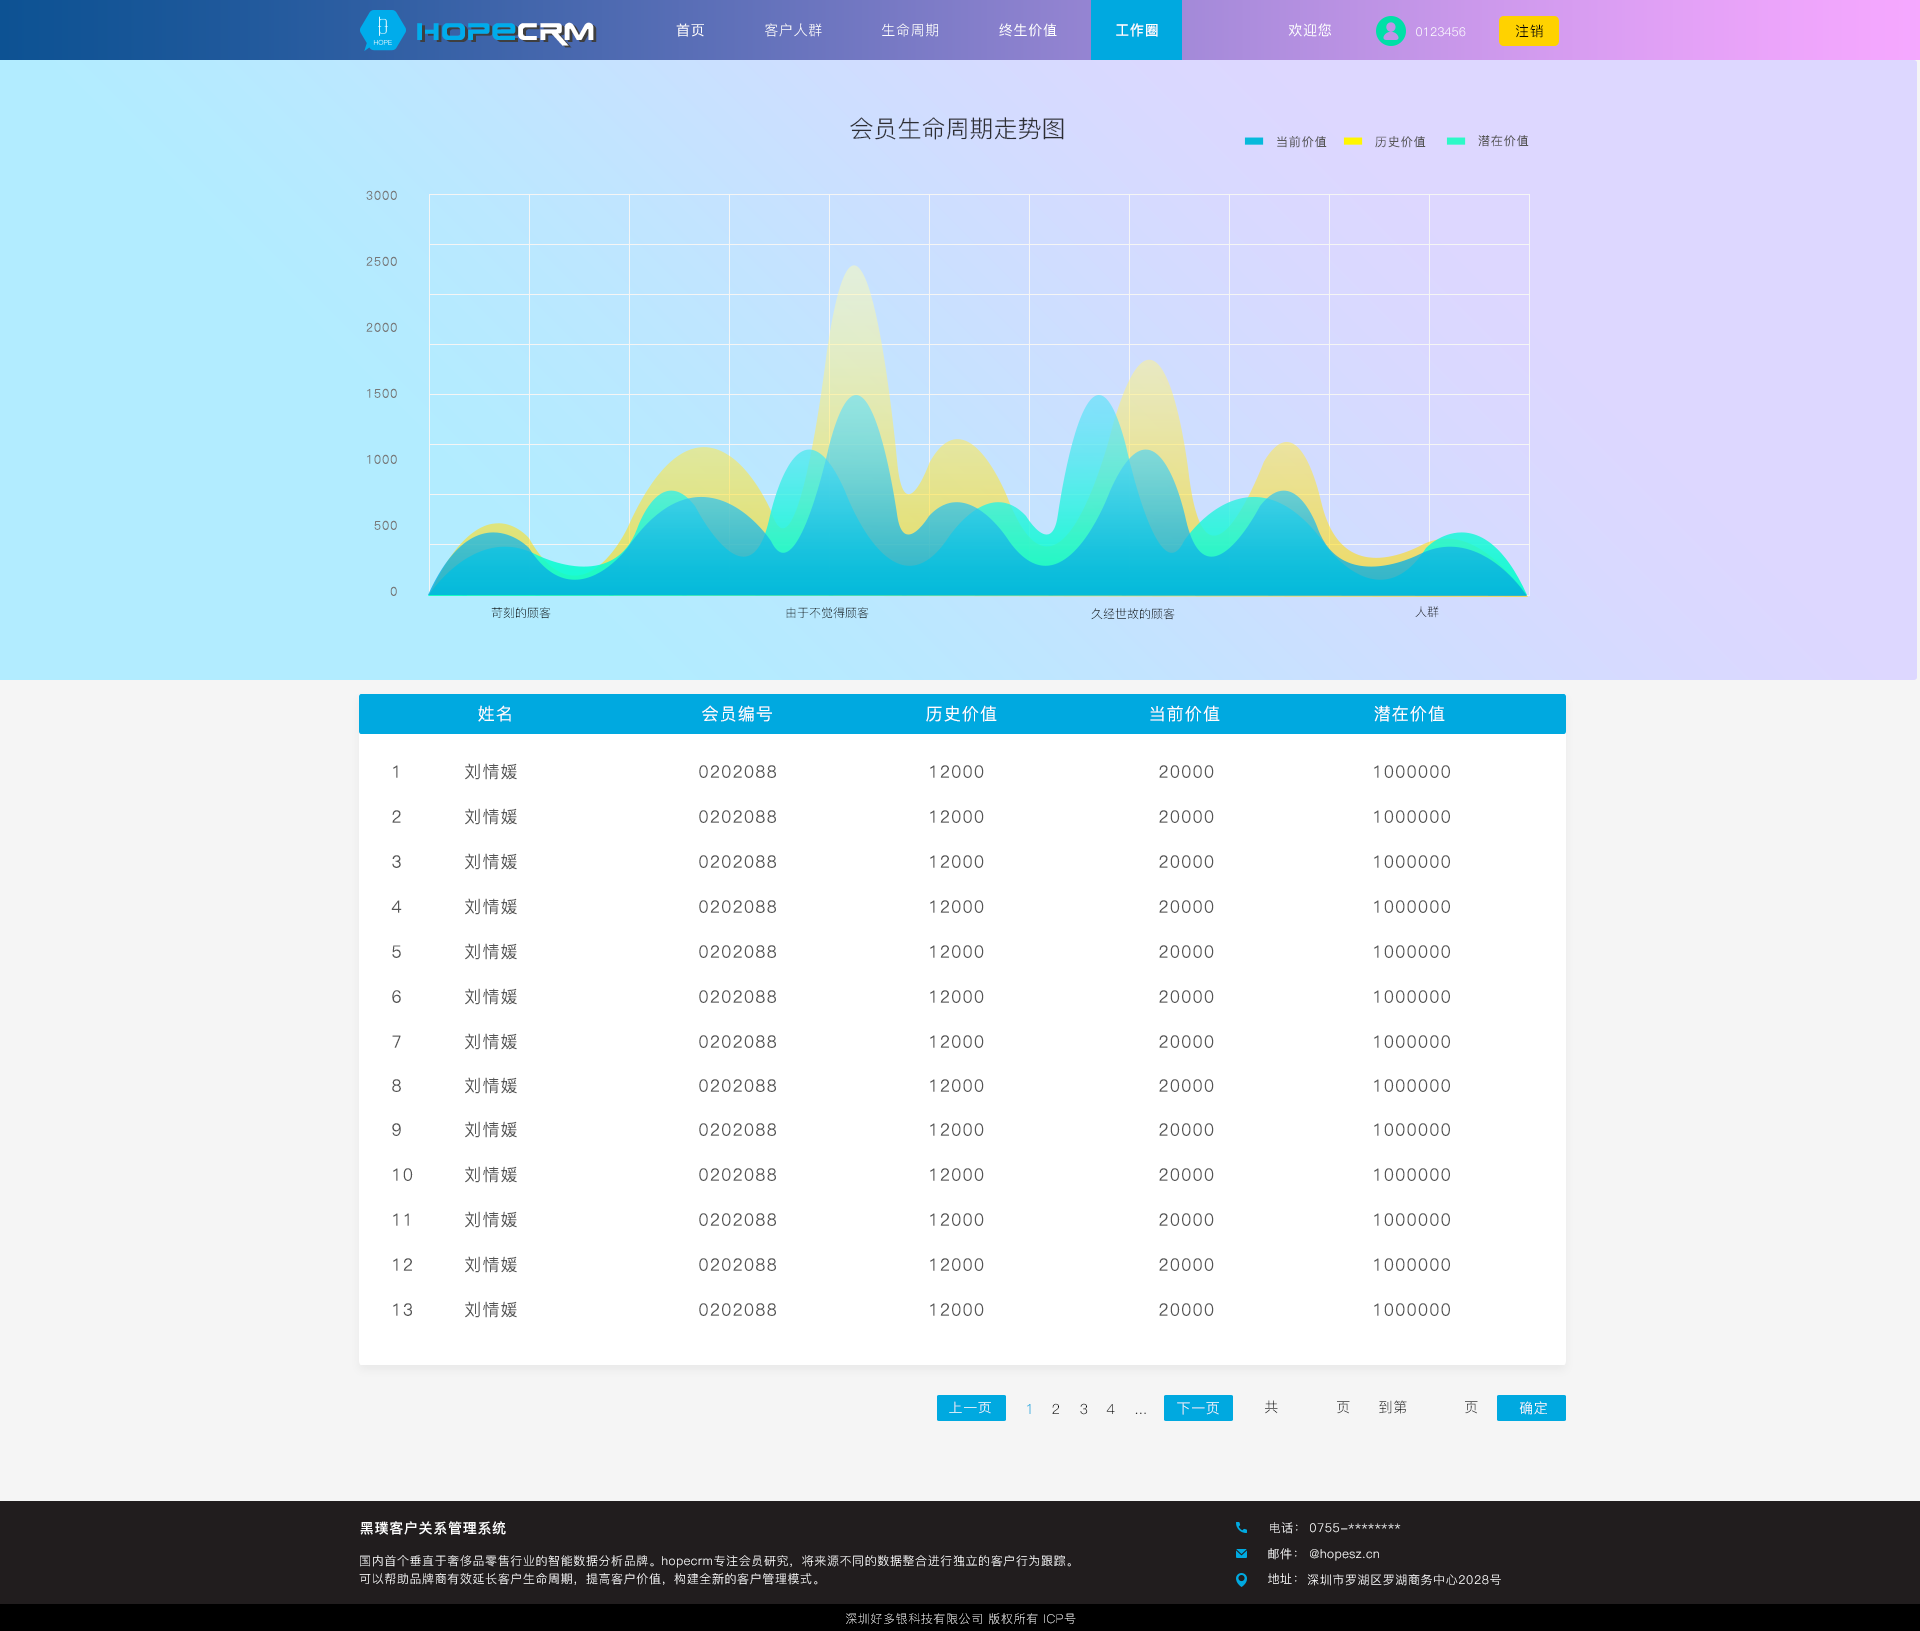 HOPE HOPECRM 首页 客户人群 生命周期 终生价值 工作圈 欢迎您 0123456 注销
会员生命周期走势图
当前价值 历史价值 潜在价值
3000
2500
2000
1500
1000
500
0
苛刻的顾客 由于不觉得顾客 久经世故的顾客 人群
姓名 会员编号 历史价值 当前价值 潜在价值
1 刘情媛 0202088 12000 20000 1000000
2 刘情媛 0202088 12000 20000 1000000
3 刘情媛 0202088 12000 20000 1000000
4 刘情媛 0202088 12000 20000 1000000
5 刘情媛 0202088 12000 20000 1000000
6 刘情媛 0202088 12000 20000 1000000
7 刘情媛 0202088 12000 20000 1000000
8 刘情媛 0202088 12000 20000 1000000
9 刘情媛 0202088 12000 20000 1000000
10 刘情媛 0202088 12000 20000 1000000
11 刘情媛 0202088 12000 20000 1000000
12 刘情媛 0202088 12000 20000 1000000
13 刘情媛 0202088 12000 20000 1000000
上一页 1 2 3 4 ... 下一页 共 页 到第 页 确定
黑璞客户关系管理系统
国内首个垂直于奢侈品零售行业的智能数据分析品牌。hopecrm专注会员研究，将来源不同的数据整合进行独立的客户行为跟踪。
可以帮助品牌商有效延长客户生命周期，提高客户价值，构建全新的客户管理模式。
电话： 0755-********
邮件： @hopesz.cn
地址： 深圳市罗湖区罗湖商务中心2028号
深圳好多银科技有限公司 版权所有 ICP号